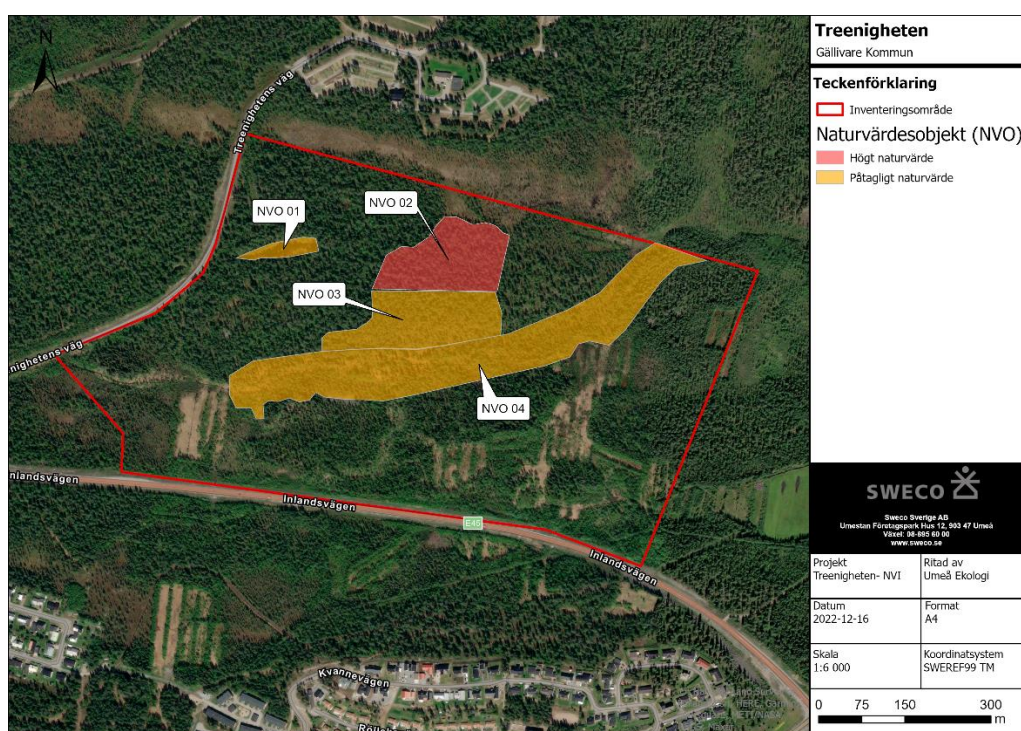 N
Treenighetens väg
NVO 01
NVO 02
NVO 03
NVO 04
nighetens väg
nlandsvägen
Inlandsvägen
E45
Inlandsvägen
Kvannevägen
Treenigheten
Gällivare Kommun
Teckenförklaring
Inventeringsområde
Naturvärdesobjekt (NVO)
Högt naturvärde
Påtagligt naturvärde
SWECO
Sweco Sverige AB
Umestan Företagspark Hus 12, 903 47 Umeå
Växel: 08-695 60 00
www.sweco.se
Projekt
Treenigheten- NVI
Ritad av
Umeå Ekologi
Datum
2022-12-16
Format
A4
Skala
1:6 000
Koordinatsystem
SWEREF99 TM
0 75 150 300
m